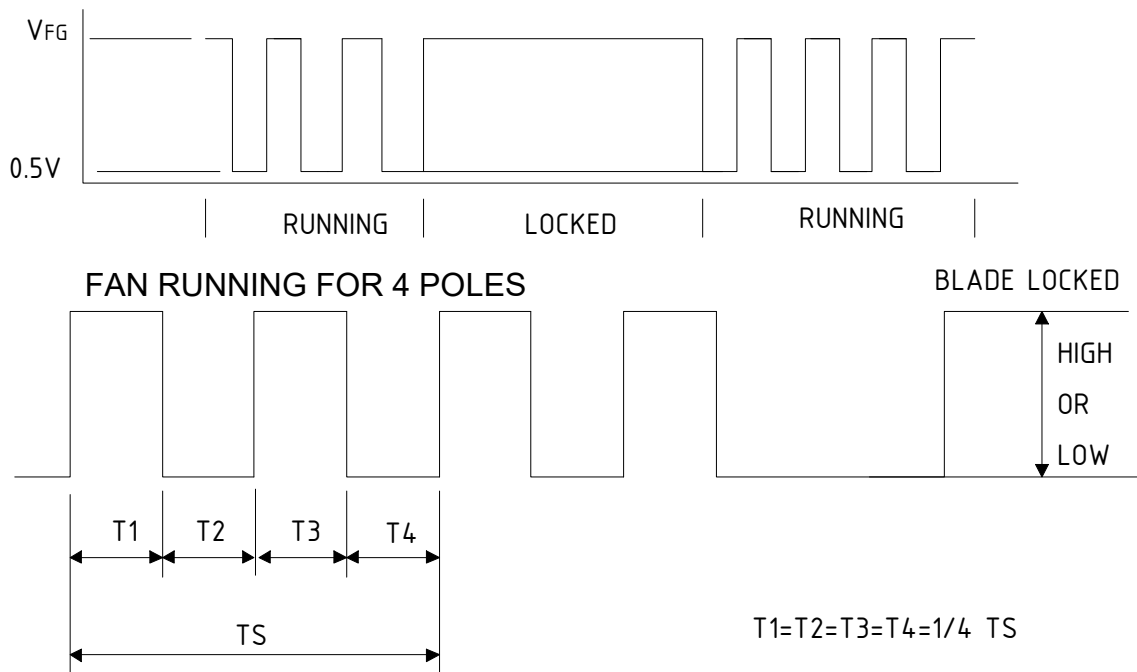 VFG
0.5V
RUNNING
LOCKED
RUNNING
FAN RUNNING FOR 4 POLES
BLADE LOCKED
HIGH
OR
LOW
T1
T2
T3
T4
TS
T1=T2=T3=T4=1/4 TS